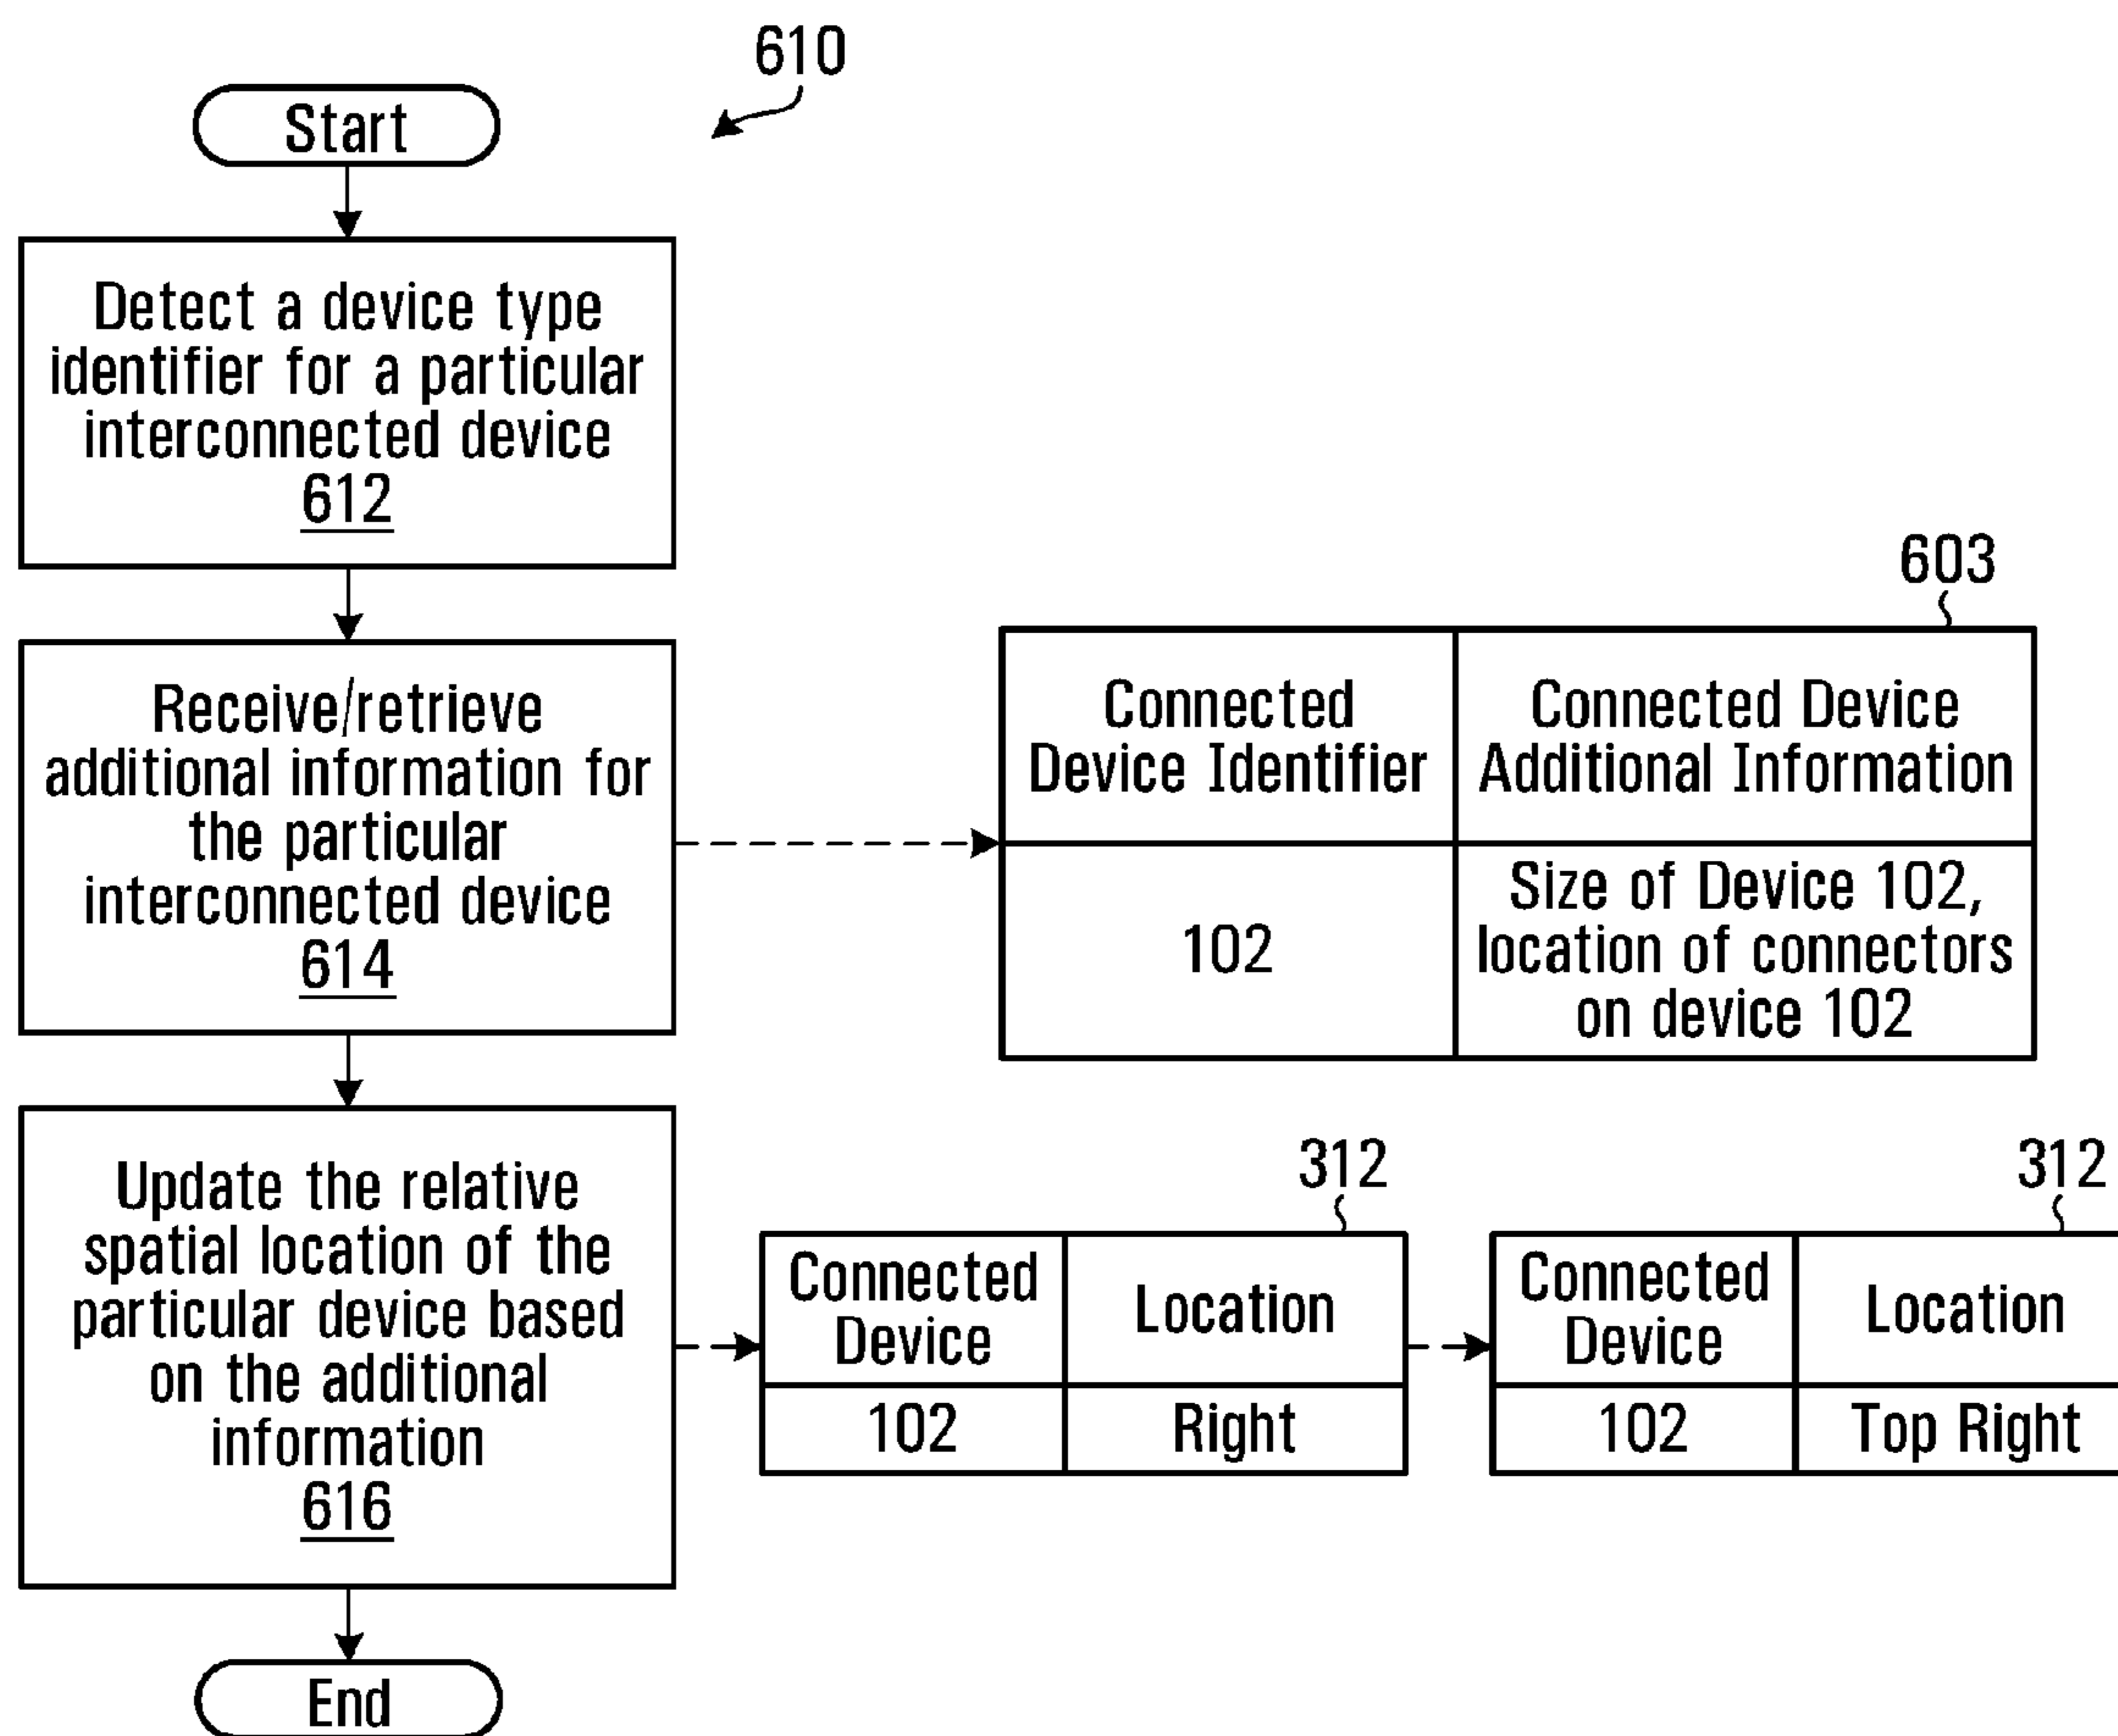 610
Start
Detect a device type
identifier for a particular
interconnected device
612
Receive/retrieve
additional information for
the particular
interconnected device
614
603
Connected
Device Identifier
Connected Device
Additional Information
102
Size of Device 102,
location of connectors
on device 102
Update the relative
spatial location of the
particular device based
on the additional
information
616
312
Connected
Device
Location
102
Right
312
Connected
Device
Location
102
Top Right
End